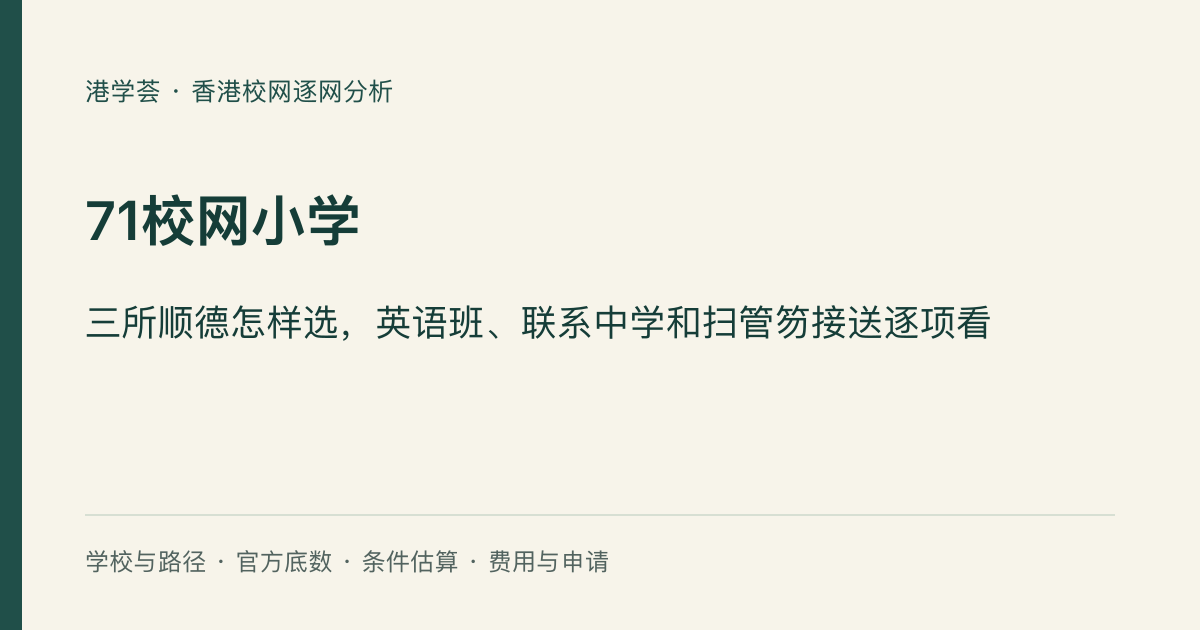 港学荟 · 香港校网逐网分析
71校网小学
三所顺德怎样选，英语班、联系中学和扫管笏接送逐项看
学校与路径 · 官方底数 · 条件估算 · 费用与申请